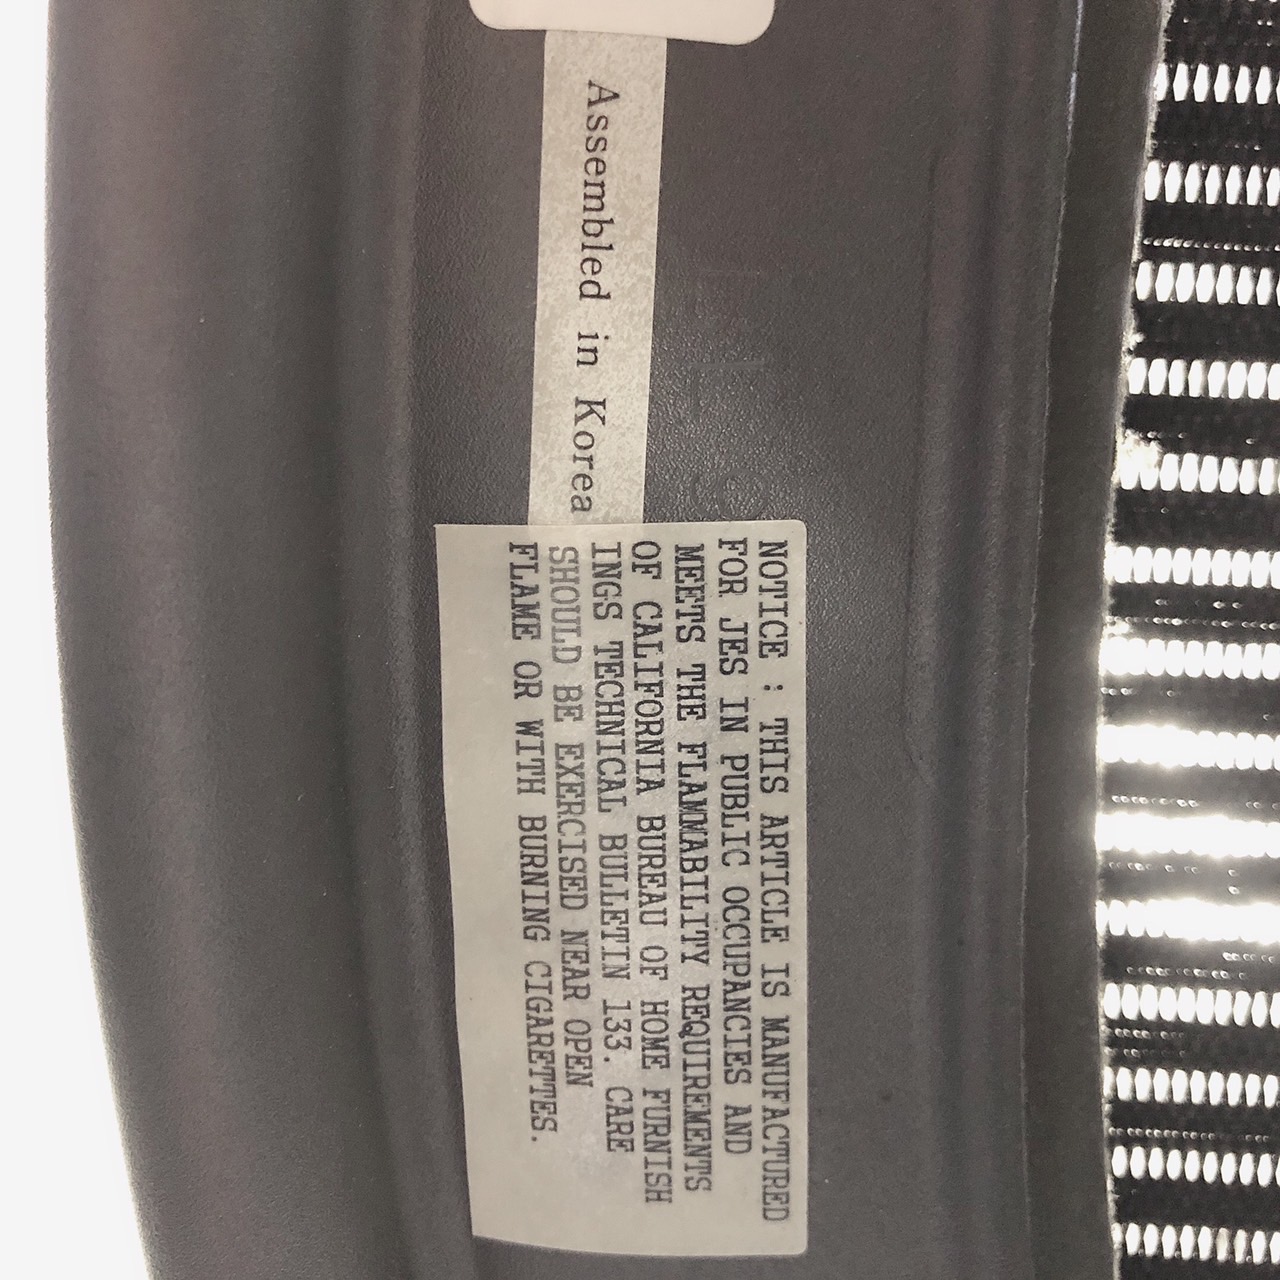 Assembled in Korea
NOTICE : THIS ARTICLE IS MANUFACTURED
FOR JES IN PUBLIC OCCUPANCIES AND
MEETS THE FLAMMABILITY REQUIREMENTS
OF CALIFORNIA BUREAU OF HOME FURNISH
INGS TECHNICAL BULLETIN 133. CARE
SHOULD BE EXERCISED NEAR OPEN
FLAME OR WITH BURNING CIGARETTES.